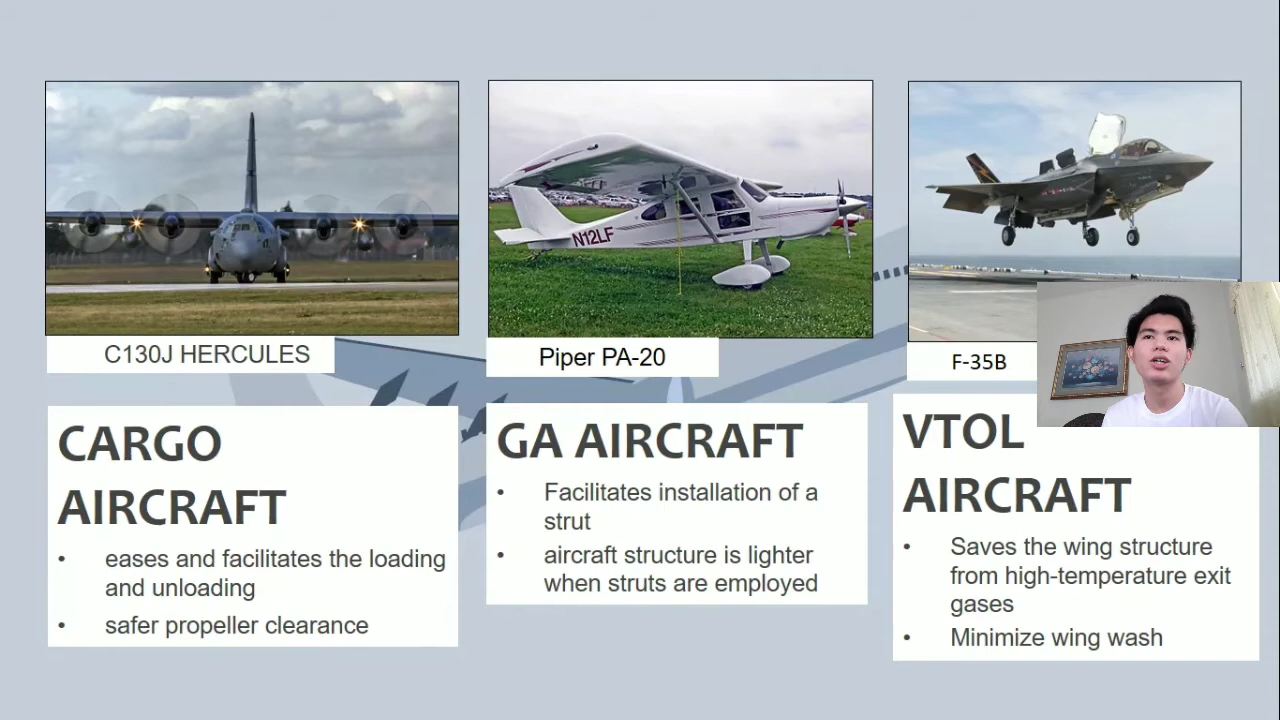 N12LF
C130J HERCULES
Piper PA-20
F-35B
CARGO
AIRCRAFT
• eases and facilitates the loading
and unloading
• safer propeller clearance
GA AIRCRAFT
• Facilitates installation of a
strut
• aircraft structure is lighter
when struts are employed
VTOL
AIRCRAFT
• Saves the wing structure
from high-temperature exit
gases
• Minimize wing wash